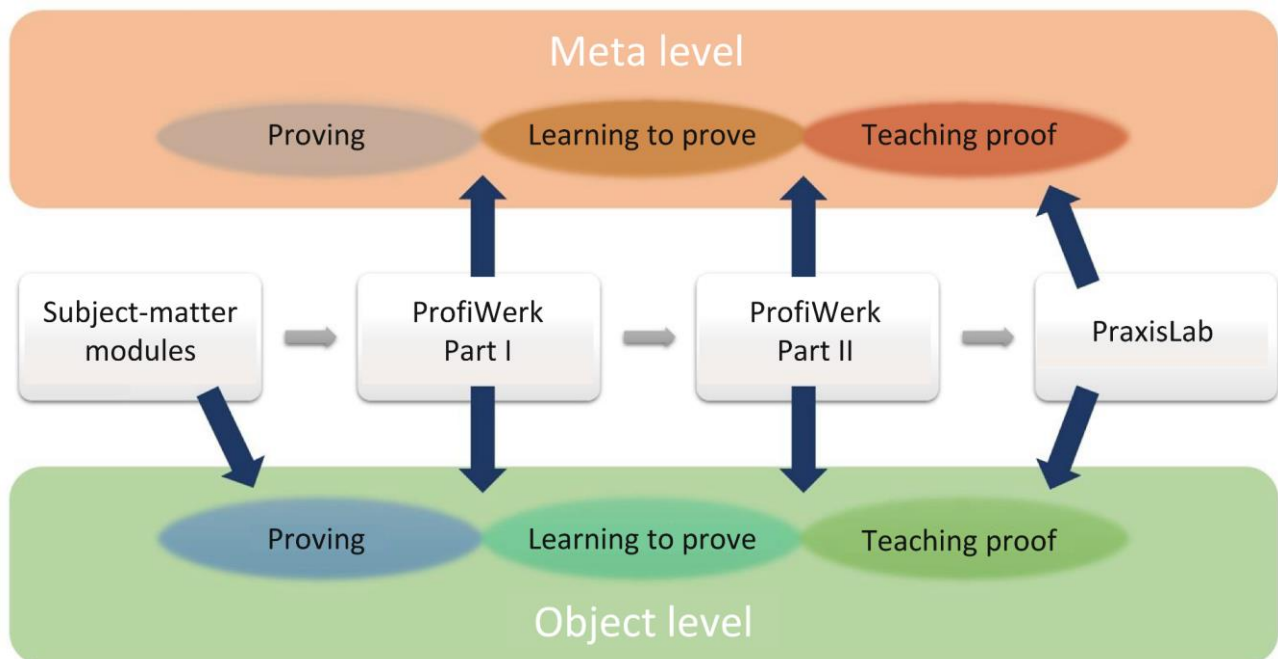 Meta level
Proving
Learning to prove
Teaching proof
Subject-matter
modules
ProfiWerk
Part I
ProfiWerk
Part II
PraxisLab
Proving
Learning to prove
Teaching proof
Object level